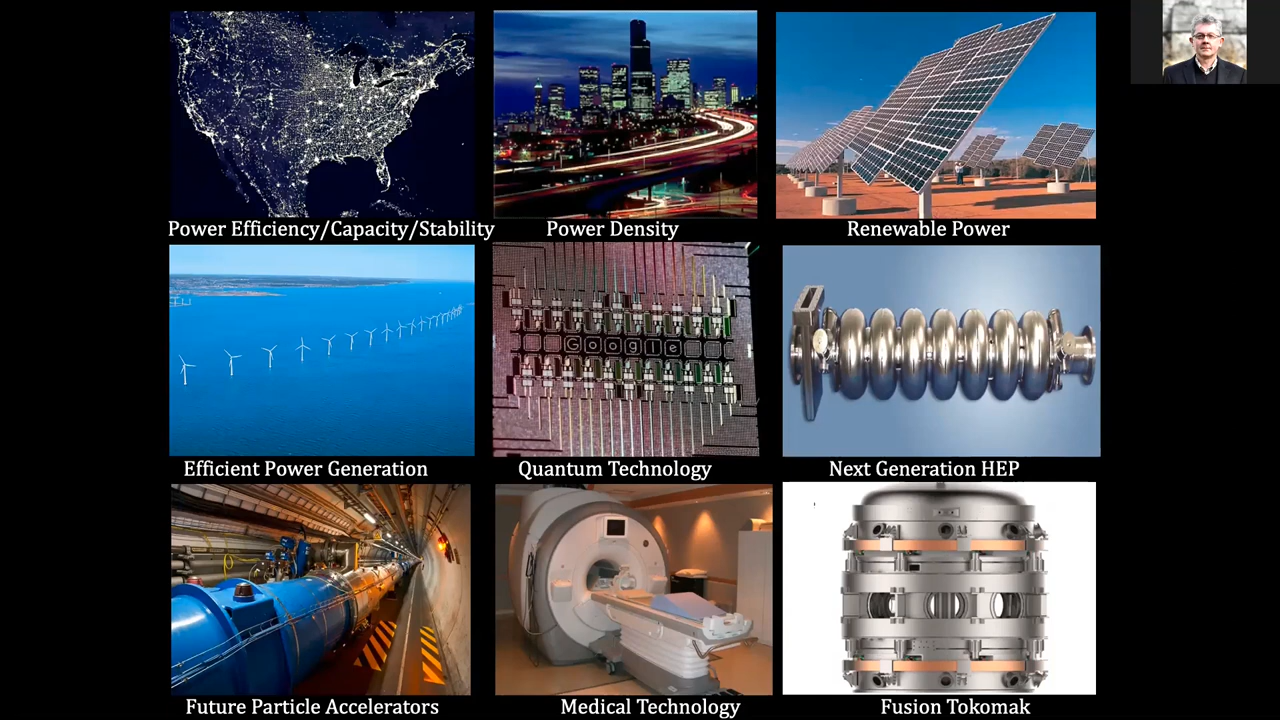 Power Efficiency/Capacity/Stability
Power Density
Renewable Power
Google
Efficient Power Generation
Quantum Technology
Next Generation HEP
Future Particle Accelerators
Medical Technology
Fusion Tokomak